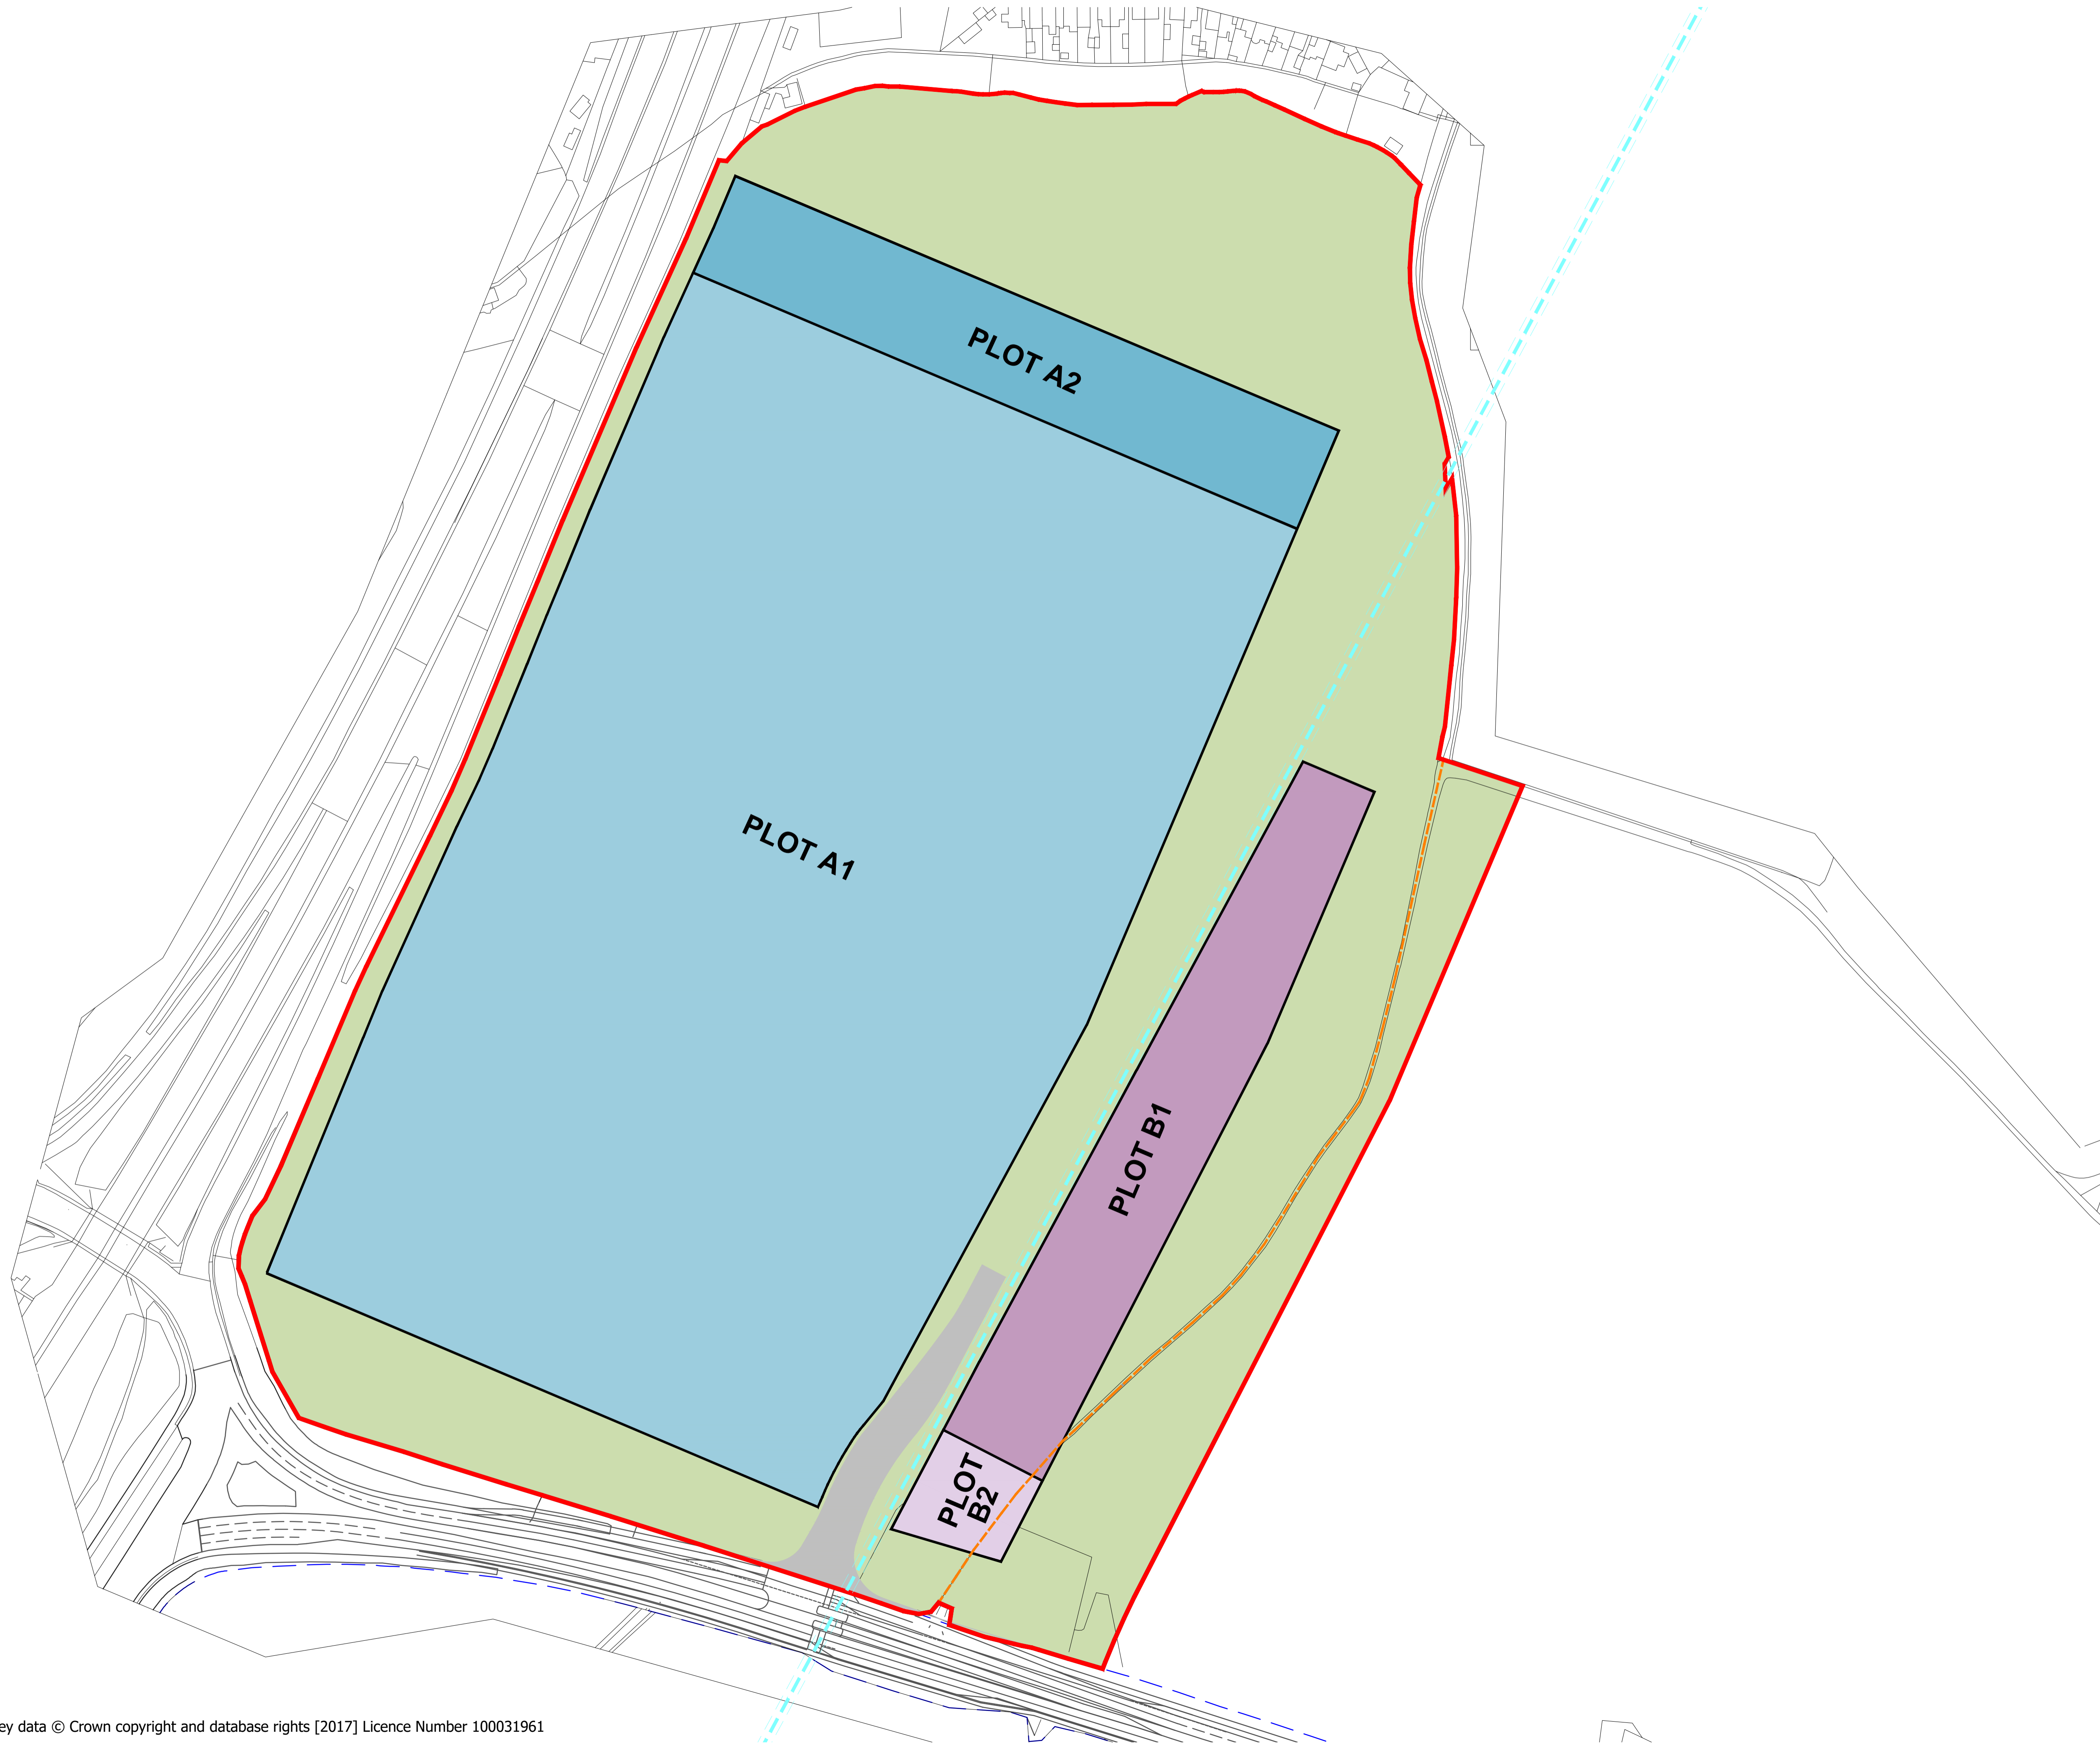 PLOT A2
PLOT A1
PLOT B1
PLOT
B2
ey data © Crown copyright and database rights [2017] Licence Number 100031961